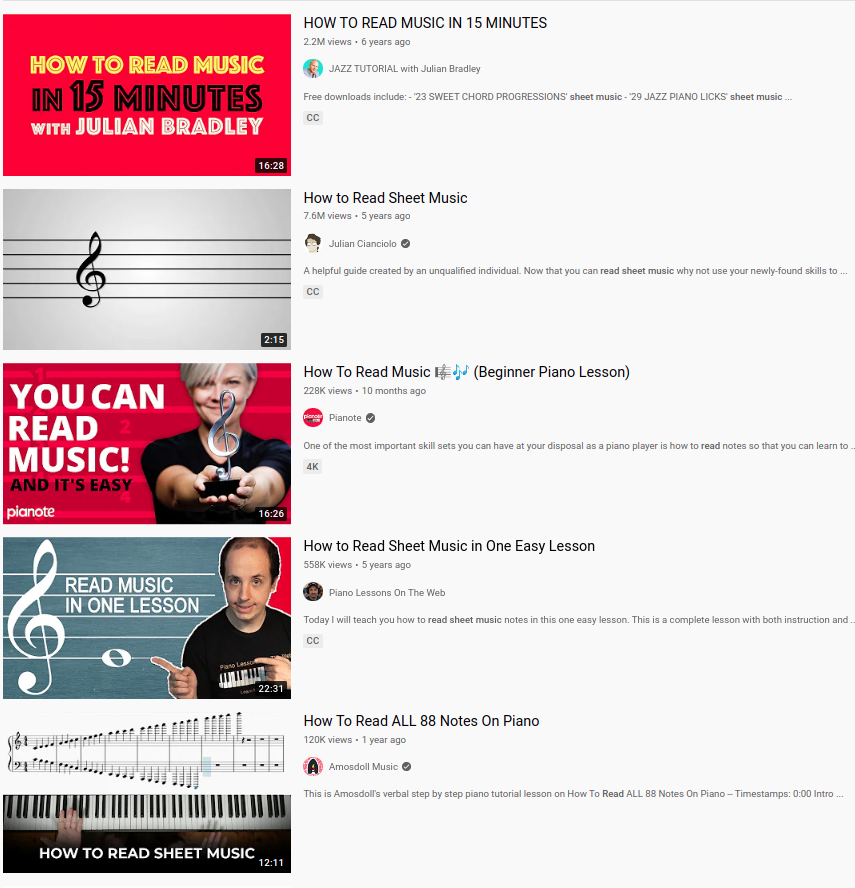 HOW TO READ MUSIC
IN 15 MINUTES
WITH JULIAN BRADLEY
16:28
HOW TO READ MUSIC IN 15 MINUTES
2.2M views • 6 years ago
JAZZ TUTORIAL with Julian Bradley
Free downloads include: - '23 SWEET CHORD PROGRESSIONS' sheet music - '29 JAZZ PIANO LICKS' sheet music ...
CC
2:15
How to Read Sheet Music
7.6M views • 5 years ago
Julian Cianciolo
A helpful guide created by an unqualified individual. Now that you can read sheet music why not use your newly-found skills to ...
CC
YOU CAN
READ
MUSIC!
AND IT'S EASY
pianote
16:26
How To Read Music 🎼🎶 (Beginner Piano Lesson)
228K views • 10 months ago
Pianote
One of the most important skill sets you can have at your disposal as a piano player is how to read notes so that you can learn to ..
4K
READ MUSIC
IN ONE LESSON
Piano Lesson
22:31
How to Read Sheet Music in One Easy Lesson
558K views • 5 years ago
Piano Lessons On The Web
Today I will teach you how to read sheet music notes in this one easy lesson. This is a complete lesson with both instruction and ..
CC
HOW TO READ SHEET MUSIC
12:11
How To Read ALL 88 Notes On Piano
120K views • 1 year ago
Amosdoll Music
This is Amosdoll's verbal step by step piano tutorial lesson on How To Read ALL 88 Notes On Piano -- Timestamps: 0:00 Intro ...